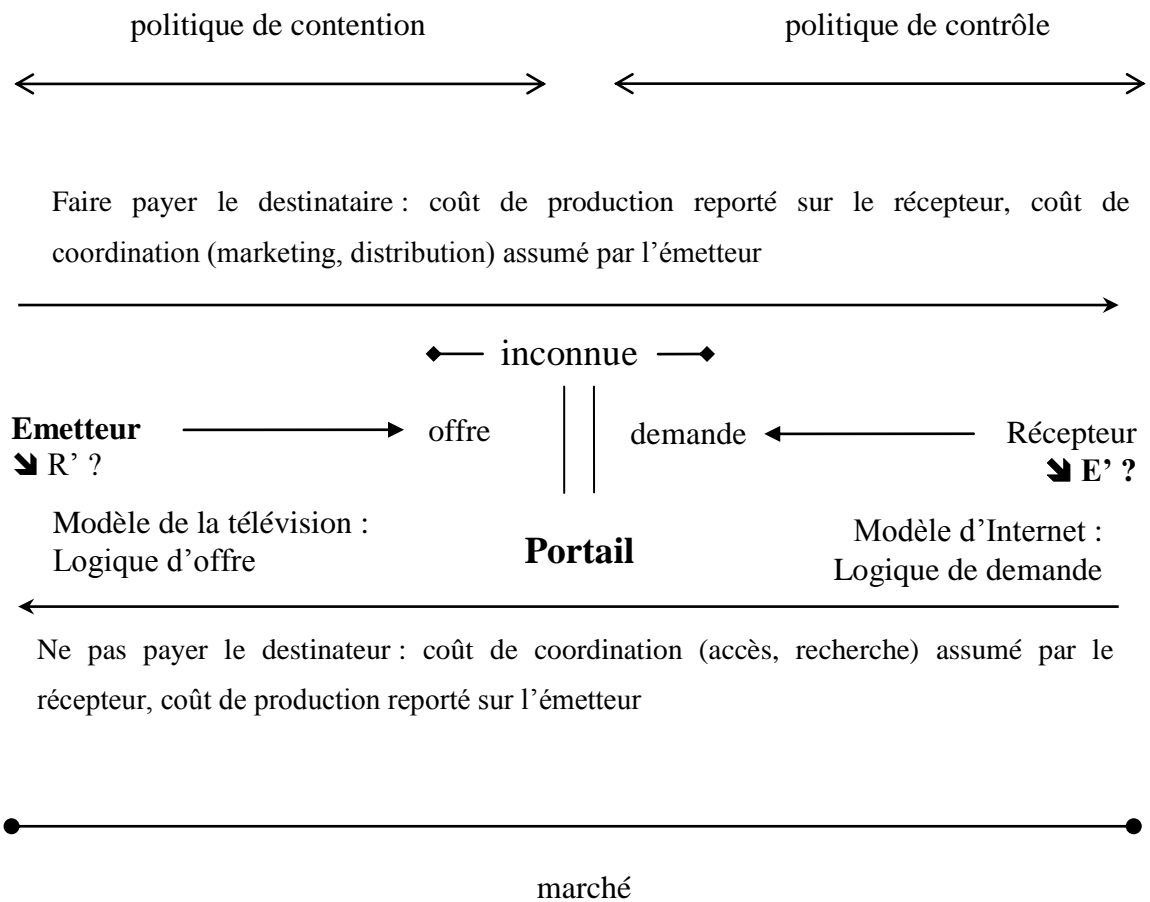 politique de contention
politique de contrôle
Faire payer le destinataire : coût de production reporté sur le récepteur, coût de
coordination (marketing, distribution) assumé par l’émetteur
inconnue
Emetteur
offre
demande
Récepteur
➘ R’ ?
➘ E’ ?
Modèle de la télévision :
Logique d’offre
Portail
Modèle d’Internet :
Logique de demande
Ne pas payer le destinateur : coût de coordination (accès, recherche) assumé par le
récepteur, coût de production reporté sur l’émetteur
marché